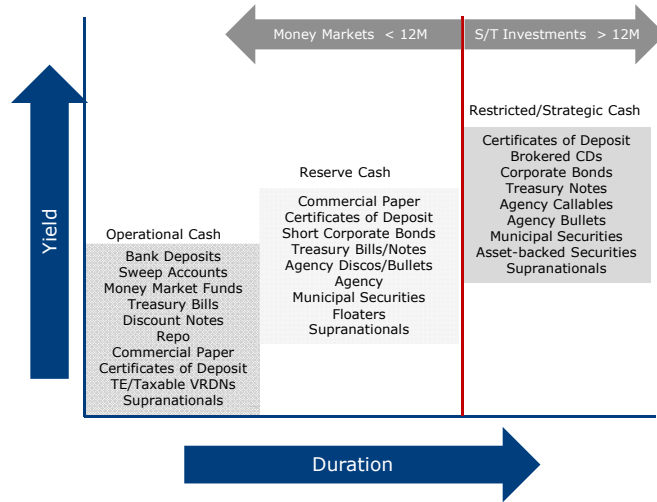 Money Markets < 12M
S/T Investments > 12M
Restricted/Strategic Cash
Certificates of Deposit
Brokered CDs
Corporate Bonds
Treasury Notes
Agency Callables
Agency Bullets
Municipal Securities
Asset-backed Securities
Supranationals
Reserve Cash
Commercial Paper
Certificates of Deposit
Short Corporate Bonds
Treasury Bills/Notes
Agency Discos/Bullets
Agency
Municipal Securities
Floaters
Supranationals
Operational Cash
Bank Deposits
Sweep Accounts
Money Market Funds
Treasury Bills
Discount Notes
Repo
Commercial Paper
Certificates of Deposit
TE/Taxable VRDNs
Supranationals
Yield
Duration